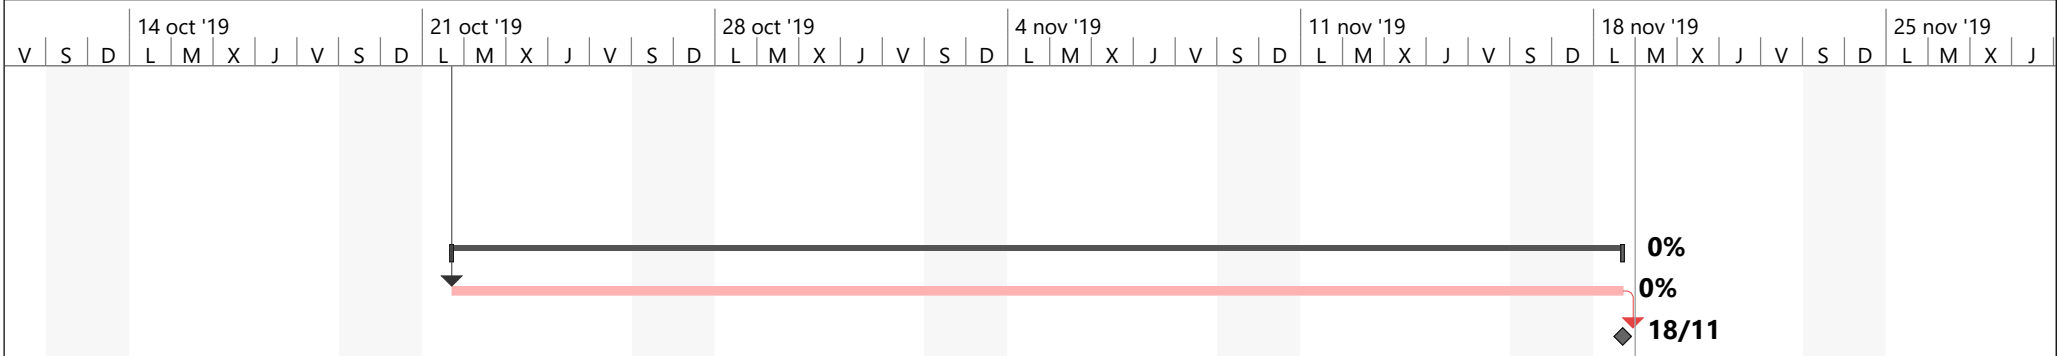 14 oct '19 21 oct '19 28 oct '19 4 nov '19 11 nov '19 18 nov '19 25 nov '19
V S D L M X J V S D L M X J V S D L M X J V S D L M X J V S D L M X J V S D L M X J V S D L M X J
0%
0%
18/11